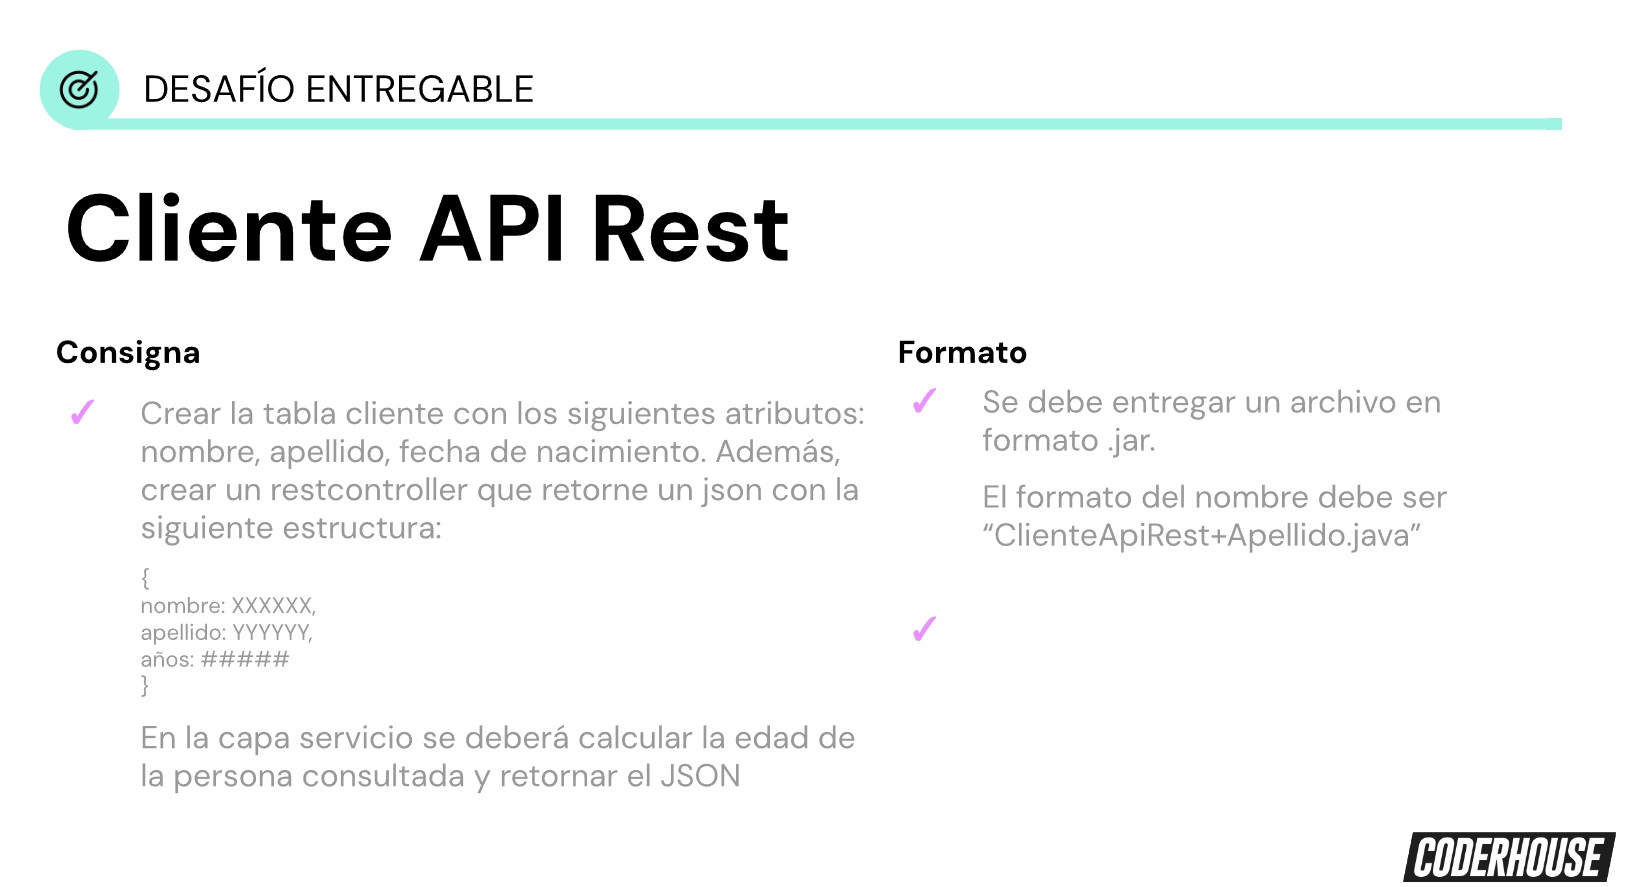 DESAFÍO ENTREGABLE
Cliente API Rest
Consigna
Crear la tabla cliente con los siguientes atributos:
nombre, apellido, fecha de nacimiento. Además,
crear un restcontroller que retorne un json con la
siguiente estructura:
{
nombre: XXXXXX,
apellido: YYYYYY,
años: #####
}
En la capa servicio se deberá calcular la edad de
la persona consultada y retornar el JSON
Formato
Se debe entregar un archivo en
formato .jar.
El formato del nombre debe ser
“ClienteApiRest+Apellido.java”
CODERHOUSE